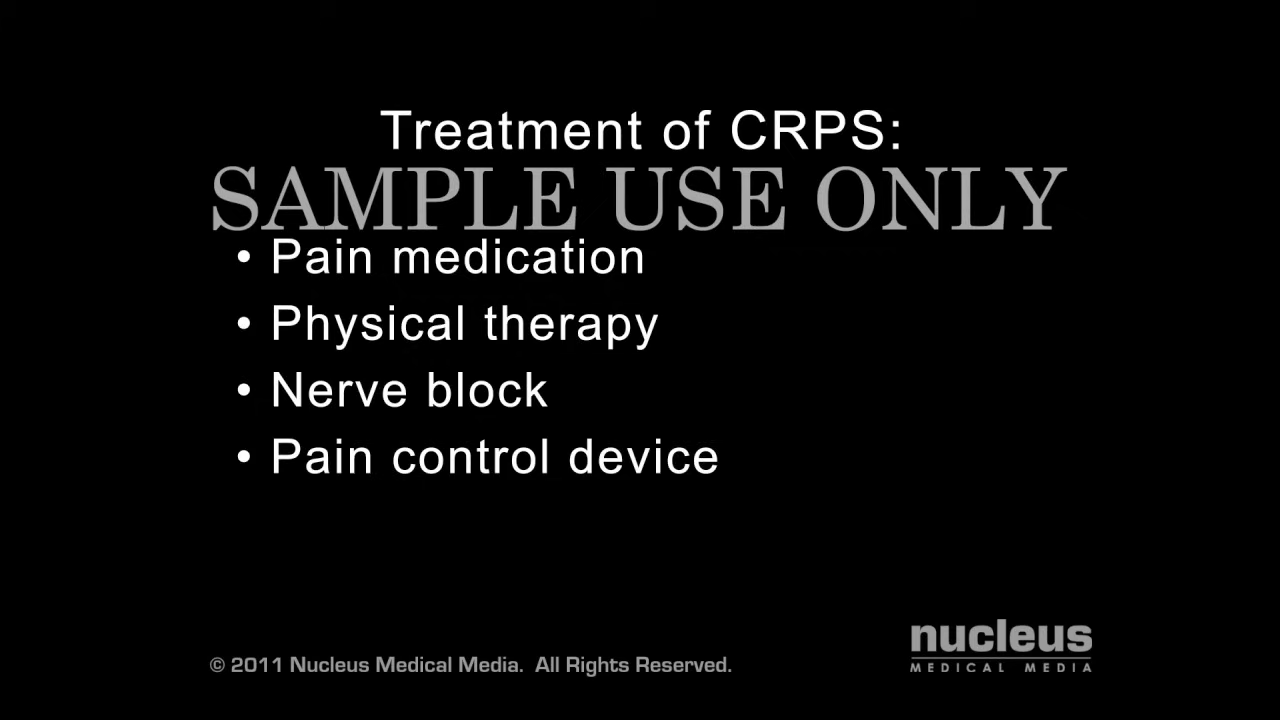 Treatment of CRPS:
SAMPLE USE ONLY
• Pain medication
• Physical therapy
• Nerve block
• Pain control device
nucleus
MEDICAL MEDIA
© 2011 Nucleus Medical Media. All Rights Reserved.